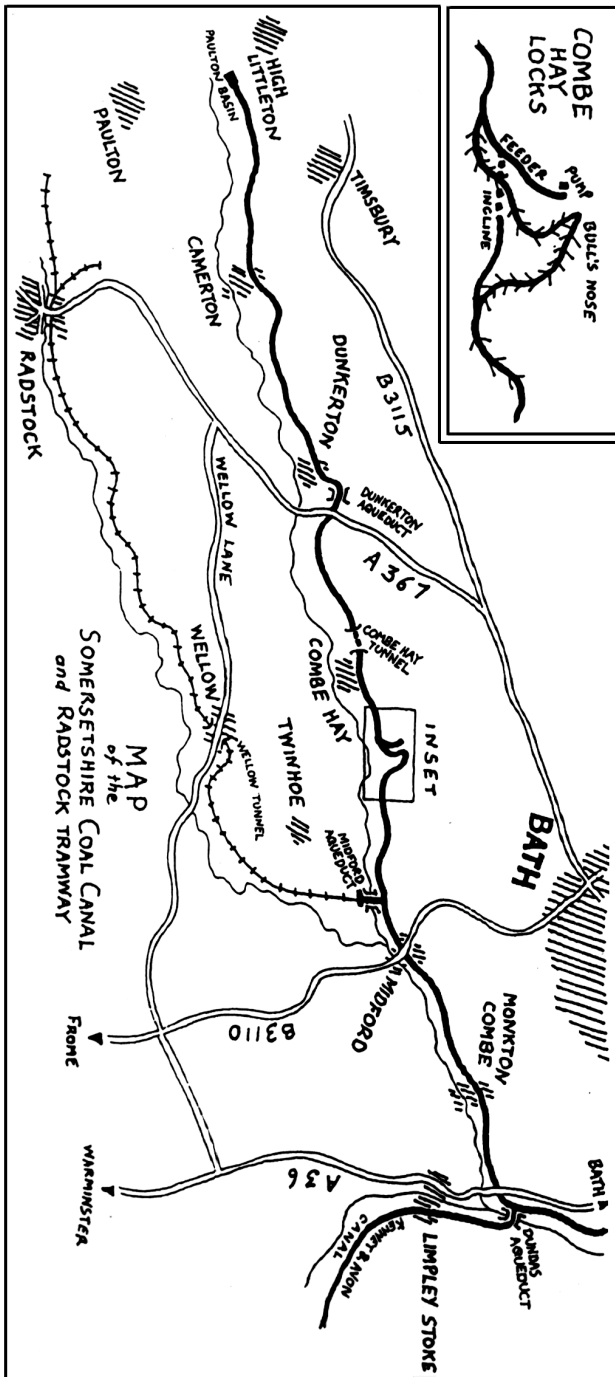 COMBE
HAY
LOCKS
FEEDER
PUMP
INCLINE
BULL'S NOSE
HIGH
LITTLETON
PAULTON BASIN
PAULTON
TIMSBURY
CAMERTON
RADSTOCK
B3115
DUNKERTON
DUNKERTON
AQUEDUCT
A367
WELLOW LANE
COMBE HAY
TUNNEL
COMBE HAY
INSET
WELLOW
WELLOW TUNNEL
TWINHOE
MIDFORD
AQUEDUCT
BATH
MIDFORD
MONKTON
COMBE
B3110
FROME
A36
WARMINSTER
BATH
DUNDAS
AQUEDUCT
LIMPLEY STOKE
KENNET & AVON
CANAL
MAP
of the
SOMERSETSHIRE COAL CANAL
and RADSTOCK TRAMWAY